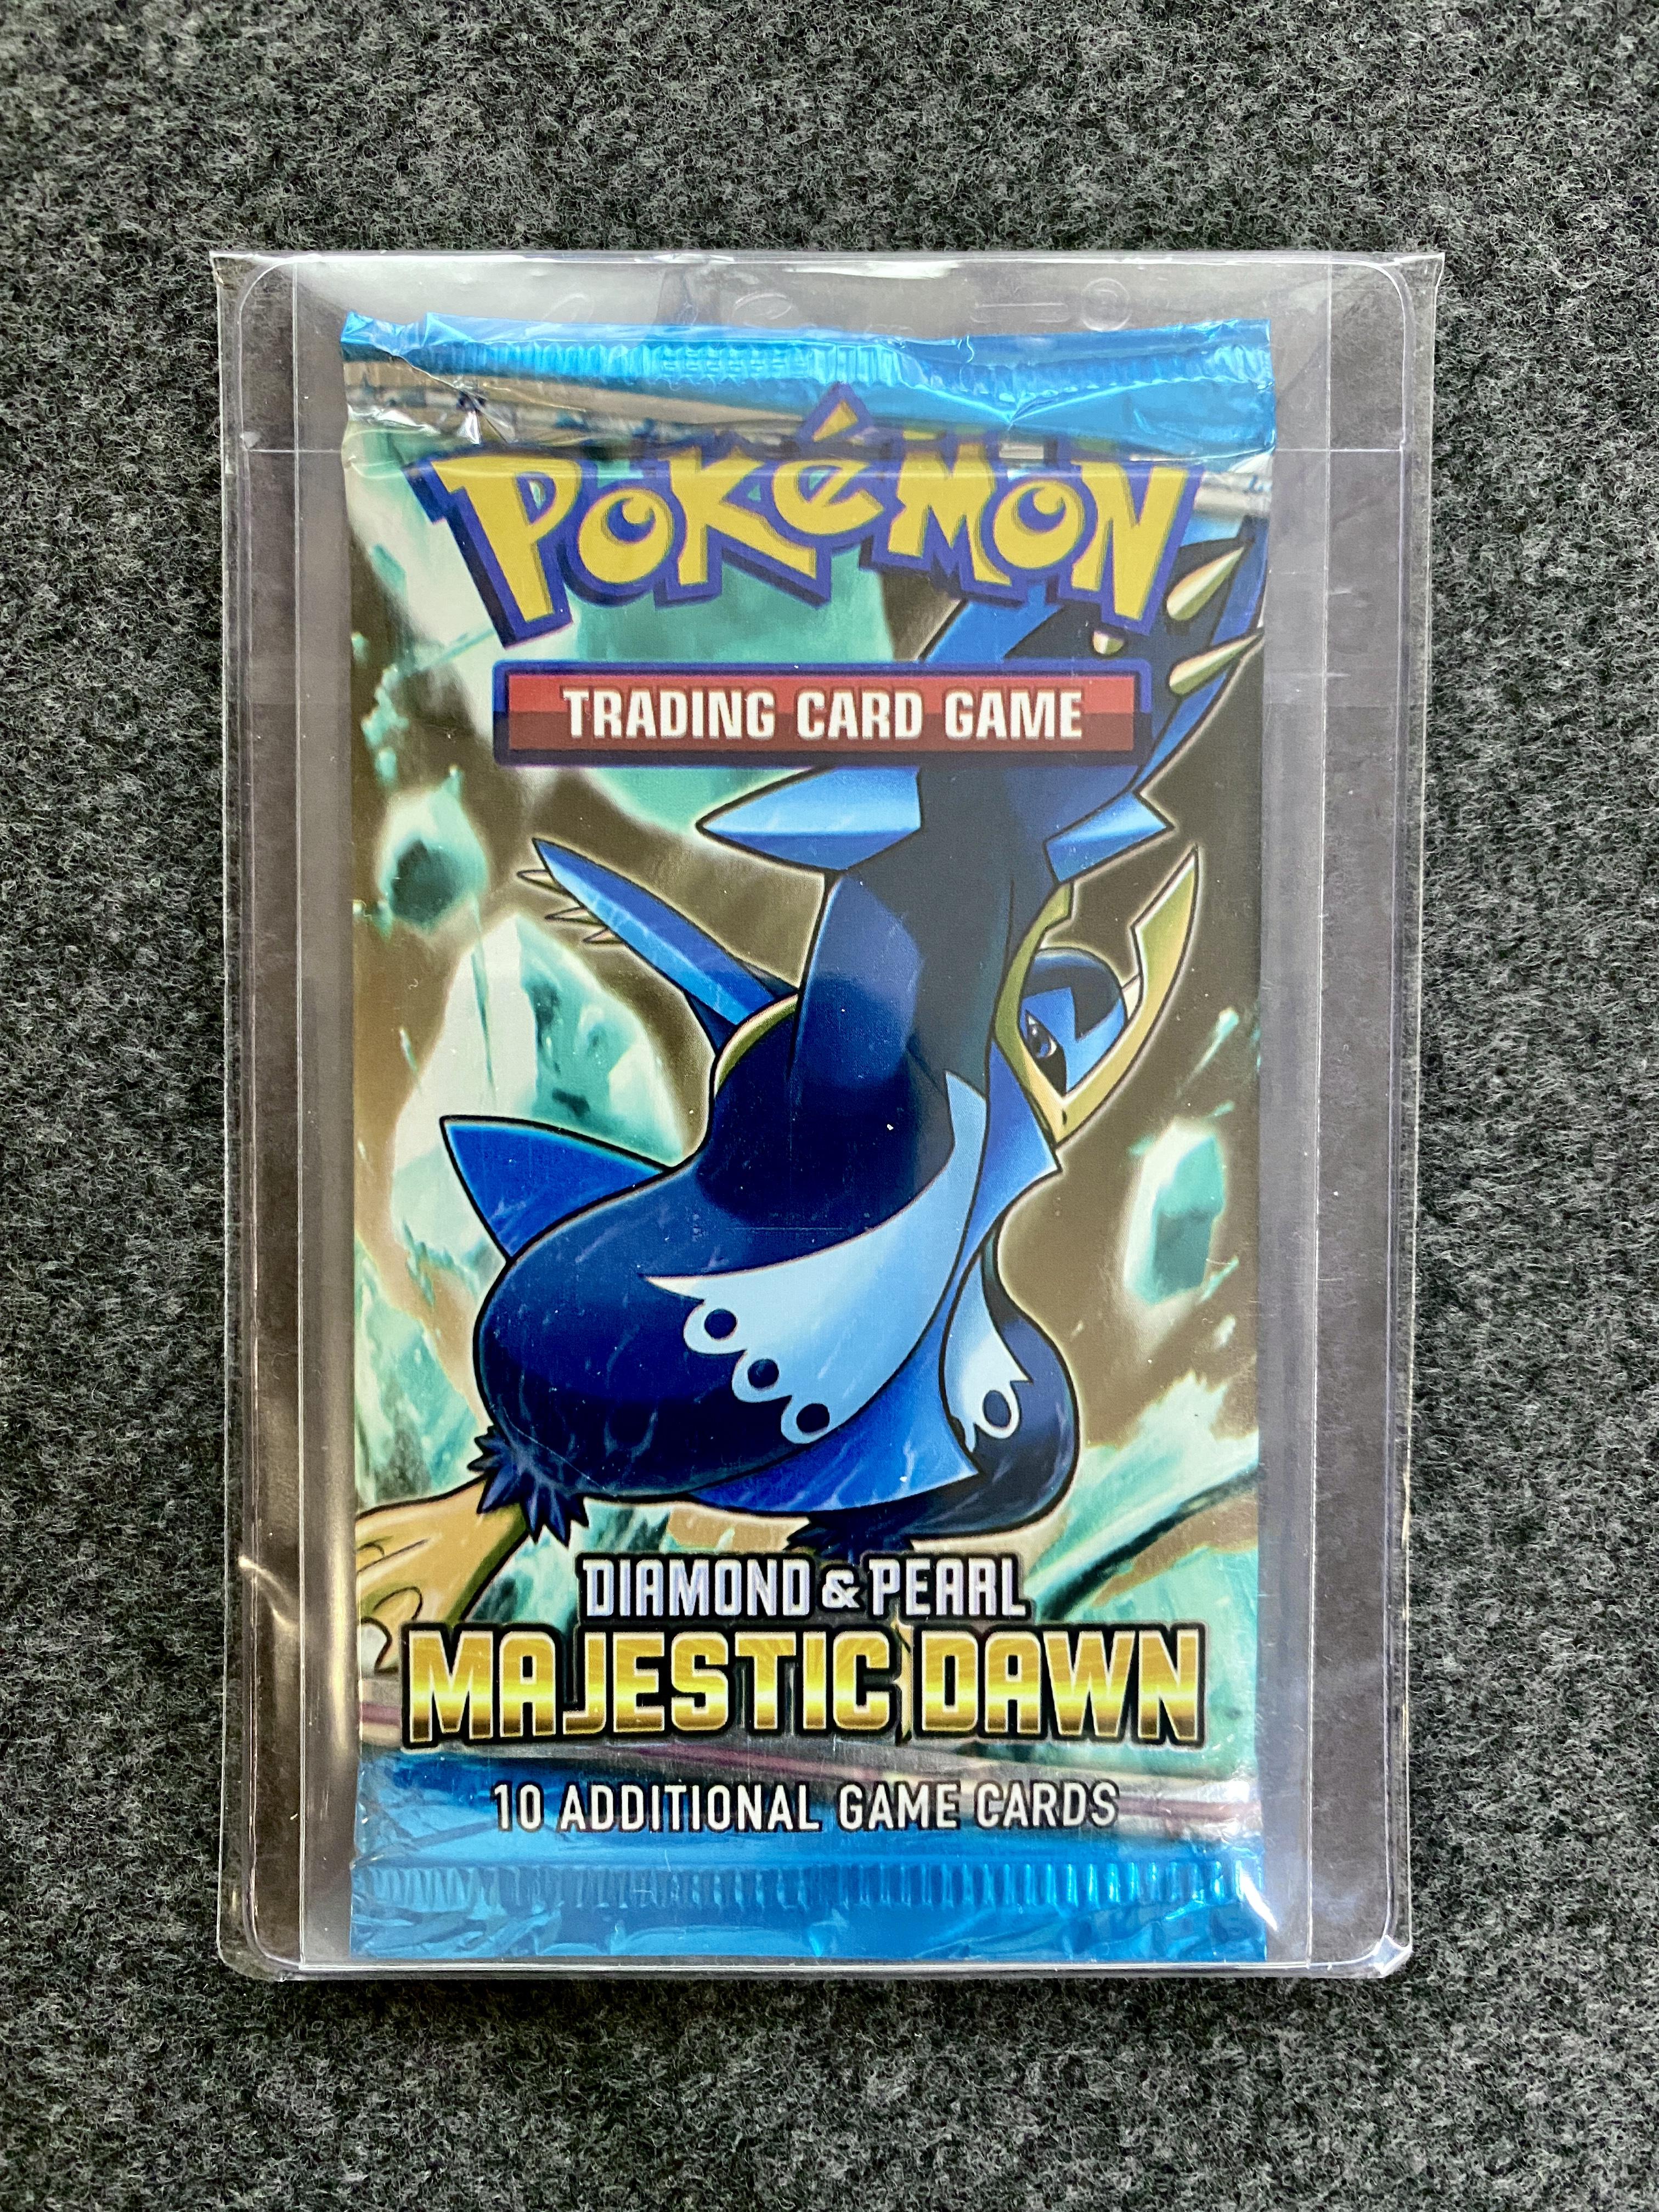 POKéMON
TRADING CARD GAME
DIAMOND & PEARL
MAJESTIC DAWN
10 ADDITIONAL GAME CARDS